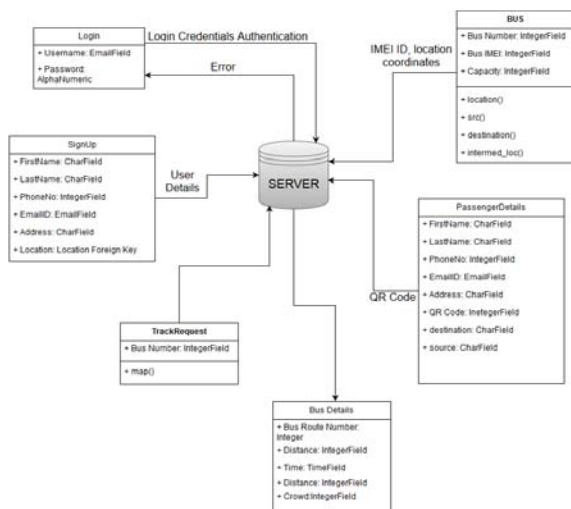 Login
+ Username: EmailField
+ Password:
AlphaNumeric
Login Credentials Authentication
Error
BUS
+ Bus Number: IntegerField
+ Bus IMEI: IntegerField
+ Capacity: IntegerField
+ location()
+ src()
+ destination()
+ intermed_loc()
IMEI ID, location
coordinates
SignUp
+ FirstName: CharField
+ LastName: CharField
+ PhoneNo: IntegerField
+ EmailID: EmailField
+ Address: CharField
+ Location: Location Foreign Key
User
Details
SERVER
PassengerDetails
+ FirstName: CharField
+ LastName: CharField
+ PhoneNo: IntegerField
+ EmailID: EmailField
+ Address: CharField
+ QR Code: InetegerField
+ destination: CharField
+ source: CharField
QR Code
TrackRequest
+ Bus Number: IntegerField
+ map()
Bus Details
+ Bus Route Number:
Integer
+ Distance: IntegerField
+ Time: TimeField
+ Distance: IntegerField
+ Crowd:IntegerField